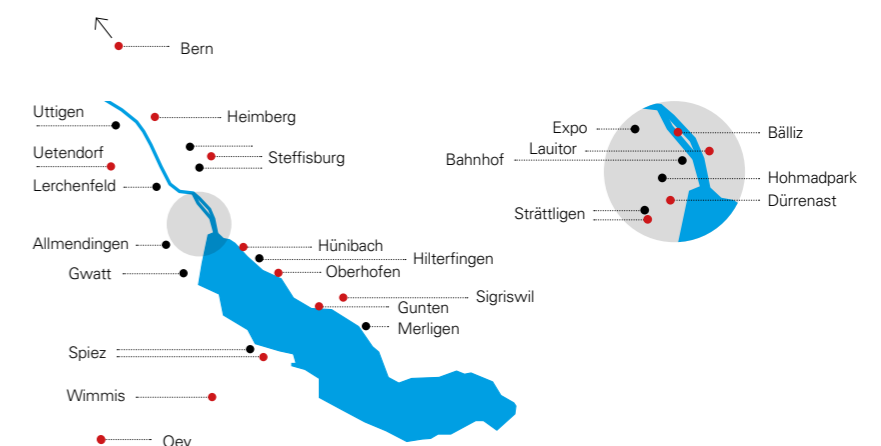 Bern
Uttigen
Heimberg
Uetendorf
Steffisburg
Lerchenfeld
Allmendingen
Hünibach
Hilterfingen
Gwatt
Oberhofen
Sigriswil
Gunten
Merligen
Spiez
Wimmis
Oey
Expo
Bälliz
Lauitor
Bahnhof
Hohmadpark
Dürrenast
Strättligen